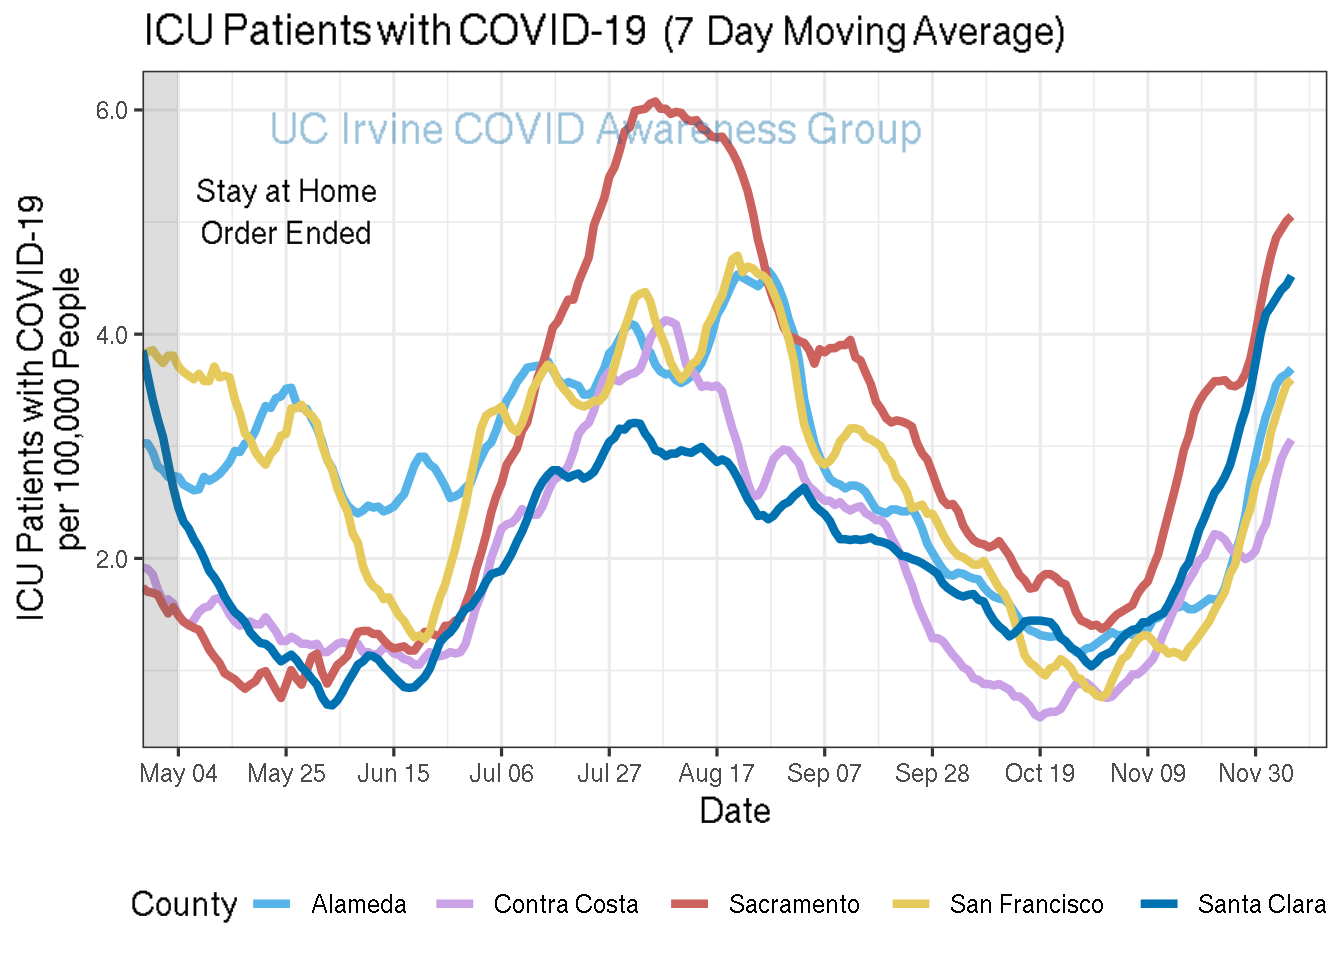 ICU Patients with COVID-19 (7 Day Moving Average)
UC Irvine COVID Awareness Group
Stay at Home
Order Ended
ICU Patients with COVID-19
per 100,000 People
6.0
4.0
2.0
May 04 May 25 Jun 15 Jul 06 Jul 27 Aug 17 Sep 07 Sep 28 Oct 19 Nov 09 Nov 30
Date
County Alameda Contra Costa Sacramento San Francisco Santa Clara